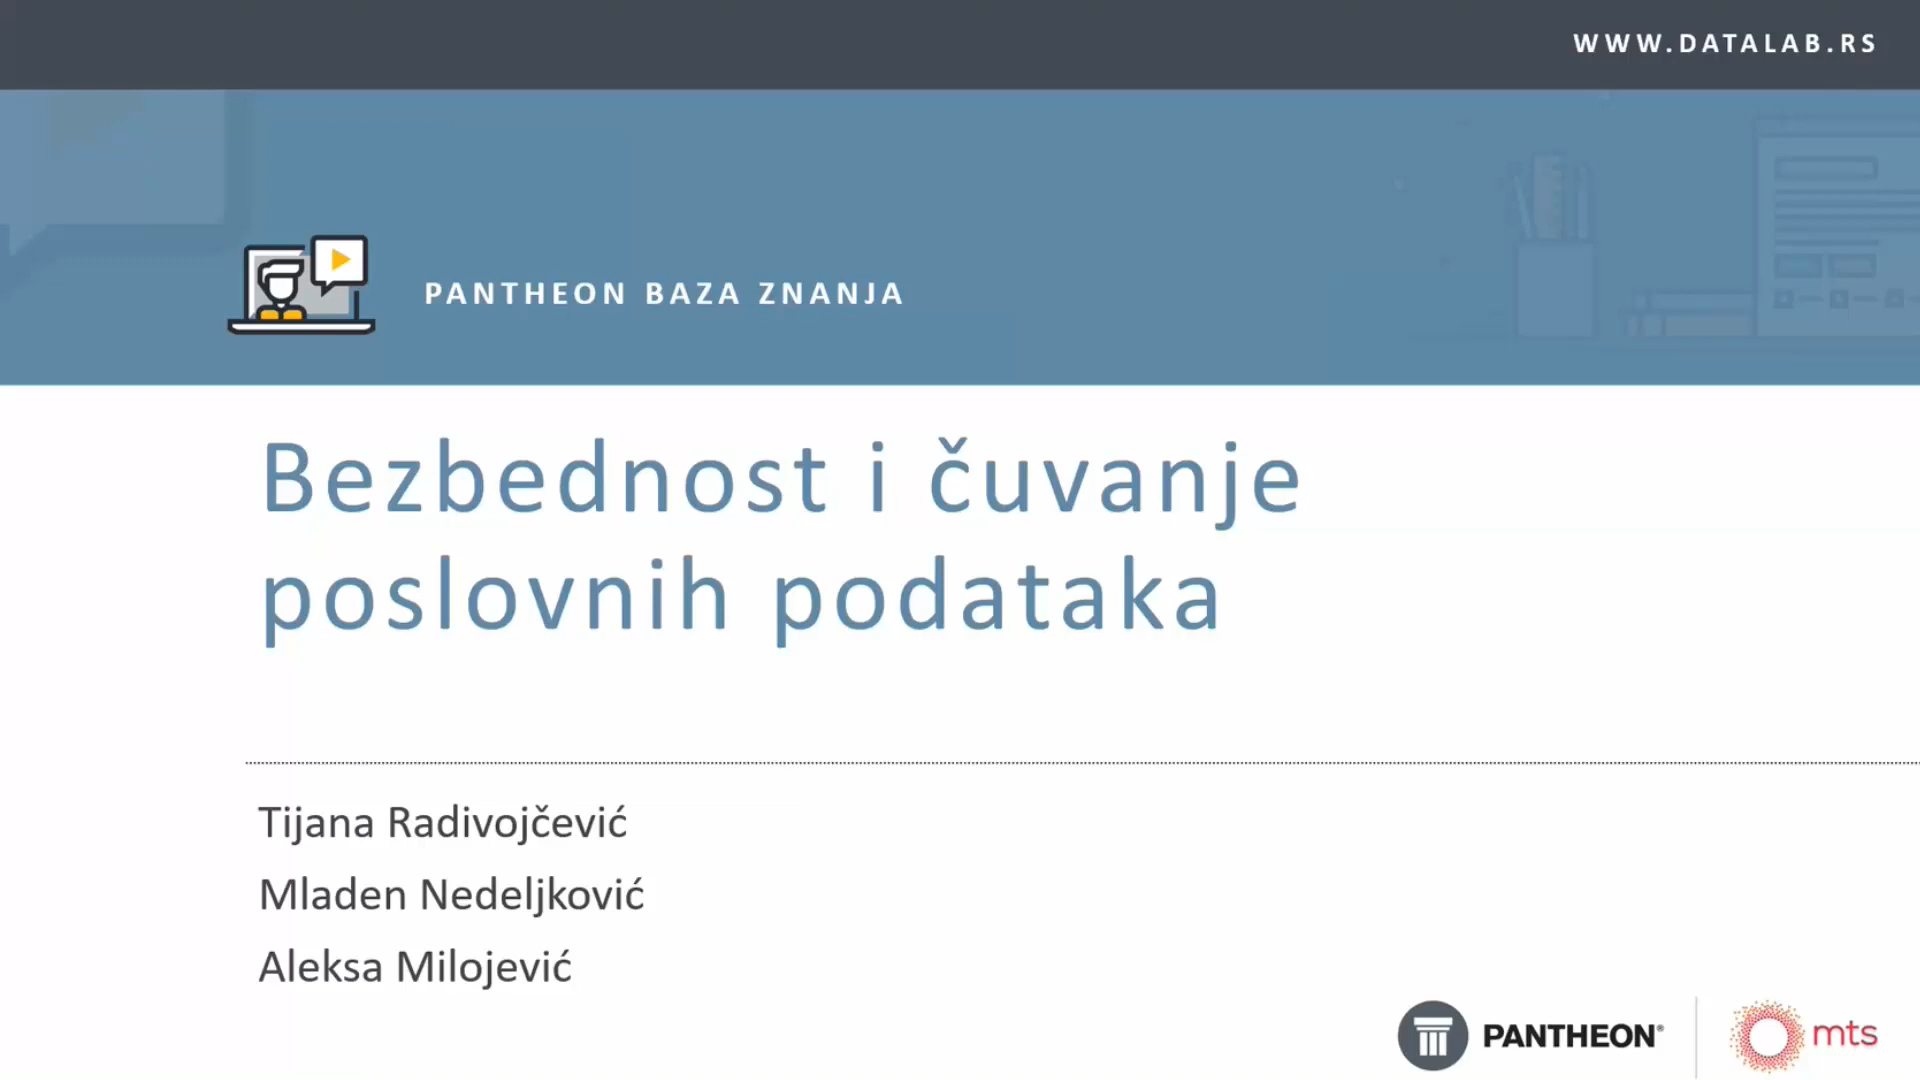 WWW.DATALAB.RS
PANTHEON BAZA ZNANJA
Bezbednost i čuvanje
poslovnih podataka
Tijana Radivojčević
Mladen Nedeljković
Aleksa Milojević
PANTHEON®
mts